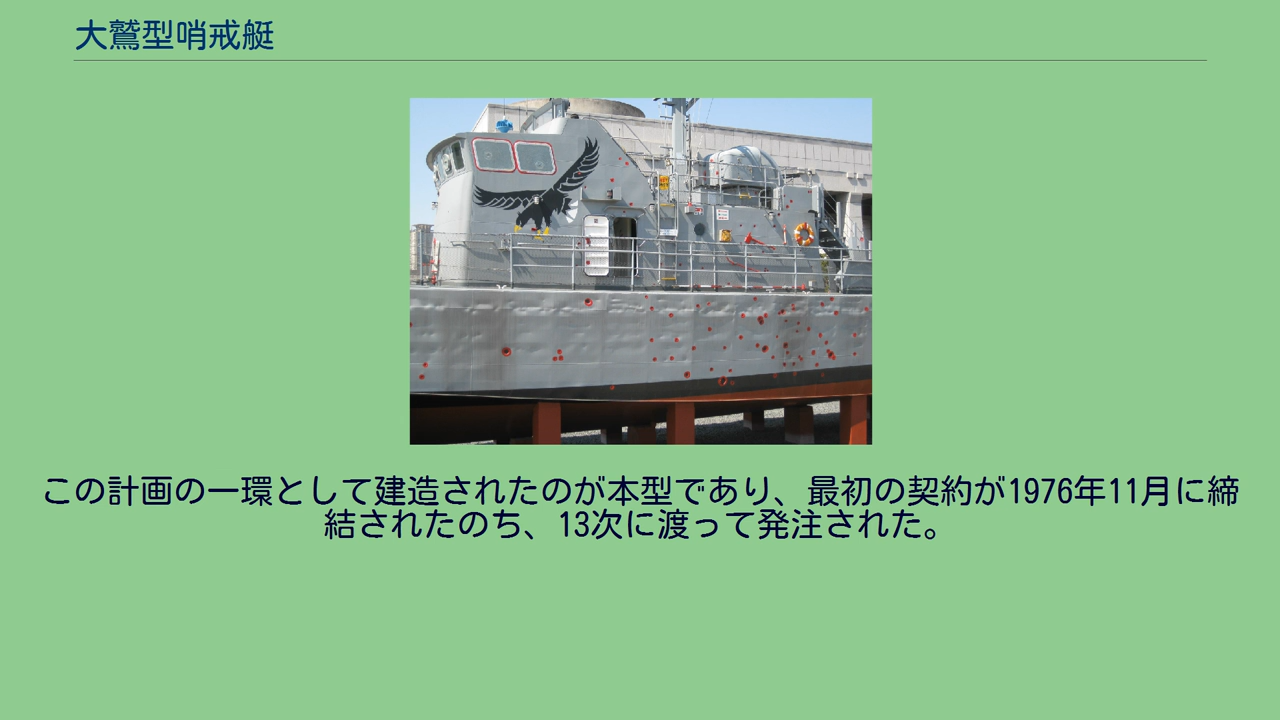 大鷲型哨戒艇
この計画の一環として建造されたのが本型であり、最初の契約が1976年11月に締
結されたのち、13次に渡って発注された。